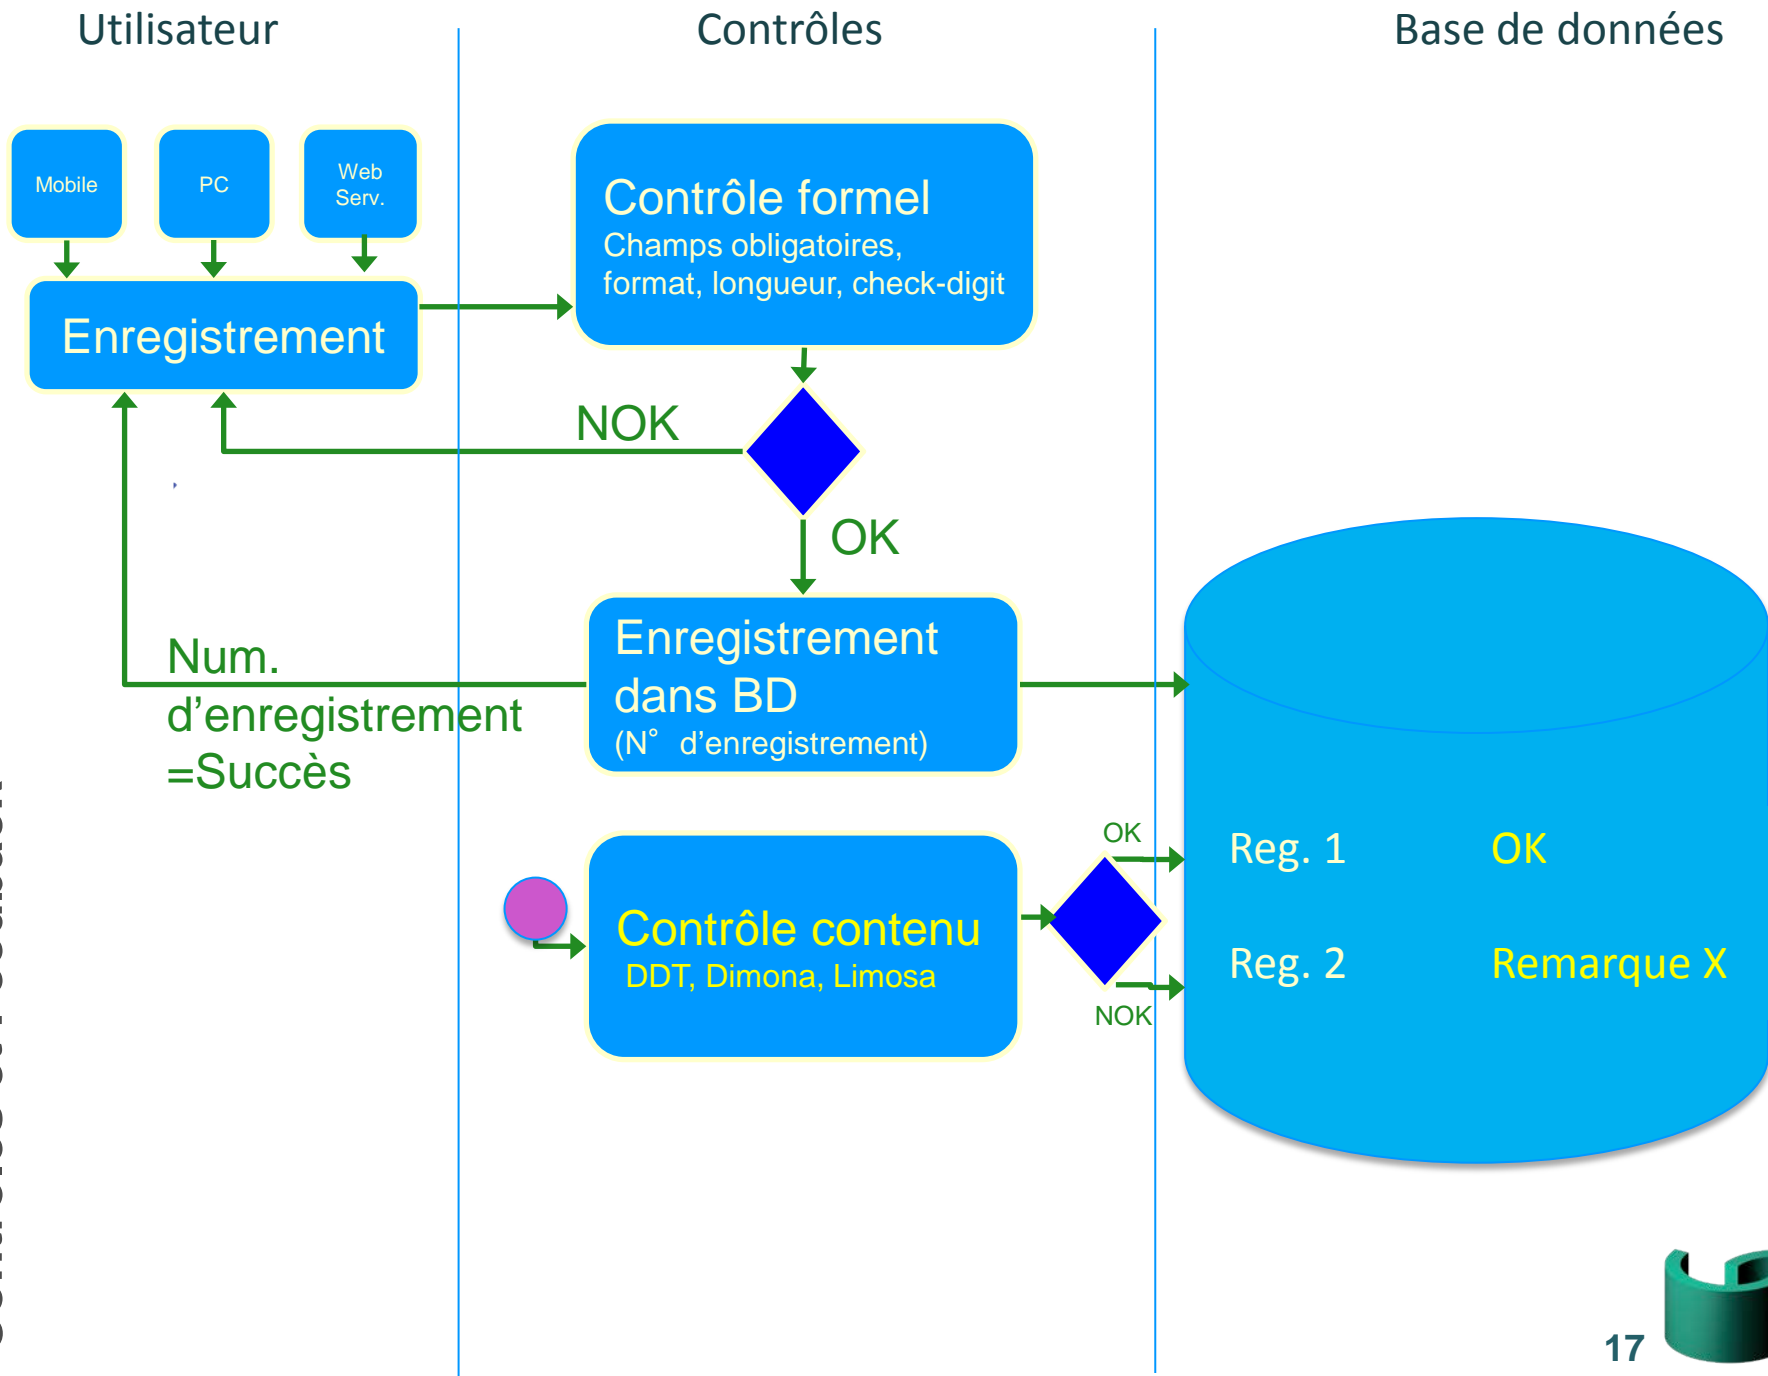 Utilisateur
Contrôles
Base de données
Mobile
PC
Web
Serv.
Contrôle formel
Champs obligatoires,
format, longueur, check-digit
Enregistrement
NOK
OK
Enregistrement
dans BD
(N° d'enregistrement)
Num.
d'enregistrement
=Succès
Contrôle contenu
DDT, Dimona, Limosa
OK
NOK
Reg. 1 OK
Reg. 2 Remarque X
17